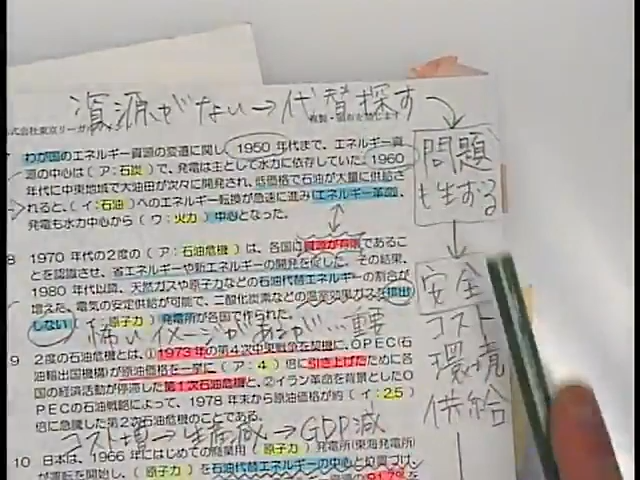 資源がない→代替探す
式会社東京リーガ
複製・頒布を禁じます
わが国のエネルギー資源の変遷に関し、1950年代まで、エネルギー資
源の中心は（ア：石炭）で、発電は主として水力に依存していた。1960
年代に中東地域で大油田が次々に開発され、低価格で石油が大量に供給さ
れると、（イ：石油）へのエネルギー転換が急速に進み（エネルギー革命）、
発電も水力中心から（ウ：火力）中心となった。
8 1970年代の2度の（ア：石油危機）は、各国に資源が有限であるこ
とを認識させ、省エネルギーや新エネルギーの開発を促した。その結果、
1980年代以降、天然ガスや原子力などの石油代替エネルギーの割合が
増えた。電気の安定供給が可能で、二酸化炭素などの温室効果ガスを排出
しない（原子力）発電所が各国で作られた。
怖いイメージがあるが…重要
9 2度の石油危機とは、①1973年の第4次中東戦争を契機に、OPEC（石
油輸出国機構）が原油価格を一挙に（ア：4）倍に引き上げたために各
国の経済活動が停滞した第1次石油危機と、②イラン革命を背景としたO
PECの石油戦略によって、1978年末から原油価格が約（イ：2.5）
倍に急騰した第2次石油危機のことである。
コスト増→生産減→GDP減
10 日本は、1966年にはじめての商業用（原子力）発電所（東海発電所）
が運転を開始し、（原子力）を石油代替エネルギーの中心と位置づけ、
問題
も生ずる
安全
コスト
環境
供給